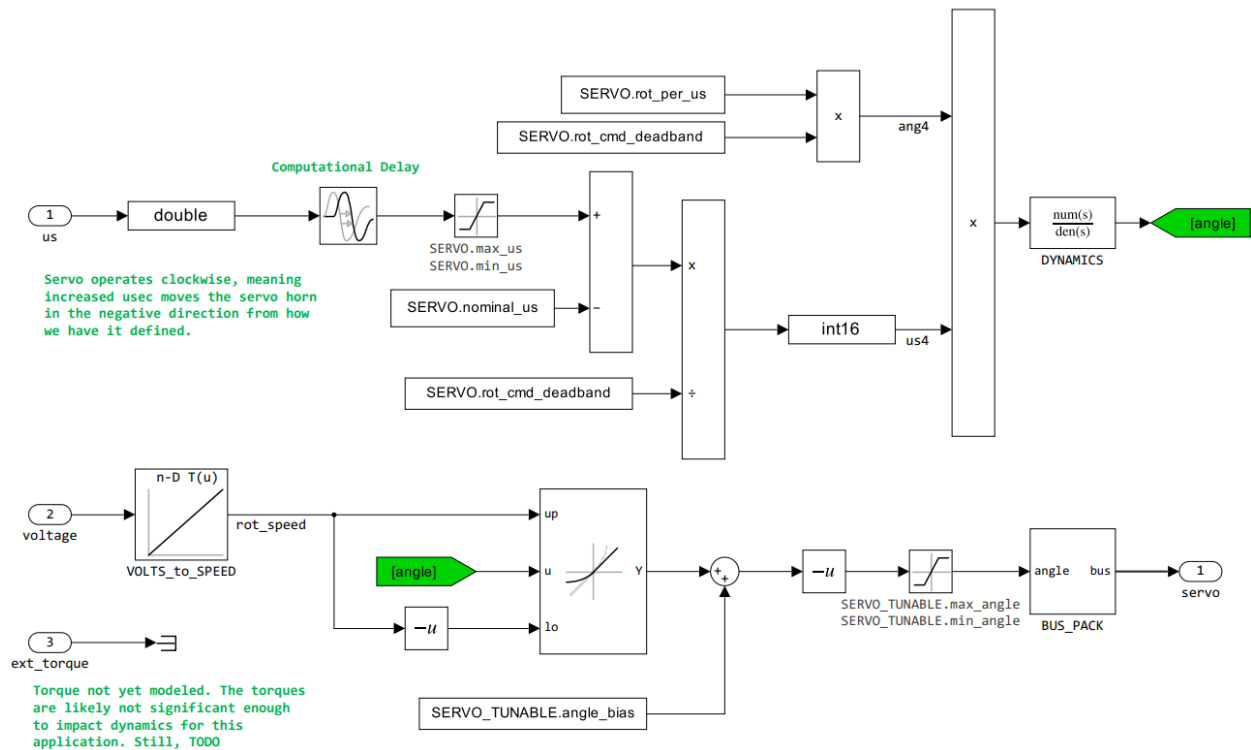 SERVO.rot_per_us
SERVO.rot_cmd_deadband
x
ang4
Computational Delay
1
us
double
SERVO.max_us
SERVO.min_us
+
−
SERVO.nominal_us
x
÷
SERVO.rot_cmd_deadband
int16
us4
x
num(s)
den(s)
DYNAMICS
[angle]
Servo operates clockwise, meaning
increased usec moves the servo horn
in the negative direction from how
we have it defined.
2
voltage
n-D T(u)
VOLTS_to_SPEED
rot_speed
[angle]
-u
up
u
lo
Y
+
+
SERVO_TUNABLE.angle_bias
-u
SERVO_TUNABLE.max_angle
SERVO_TUNABLE.min_angle
angle
bus
BUS_PACK
1
servo
3
ext_torque
Torque not yet modeled. The torques
are likely not significant enough
to impact dynamics for this
application. Still, TODO